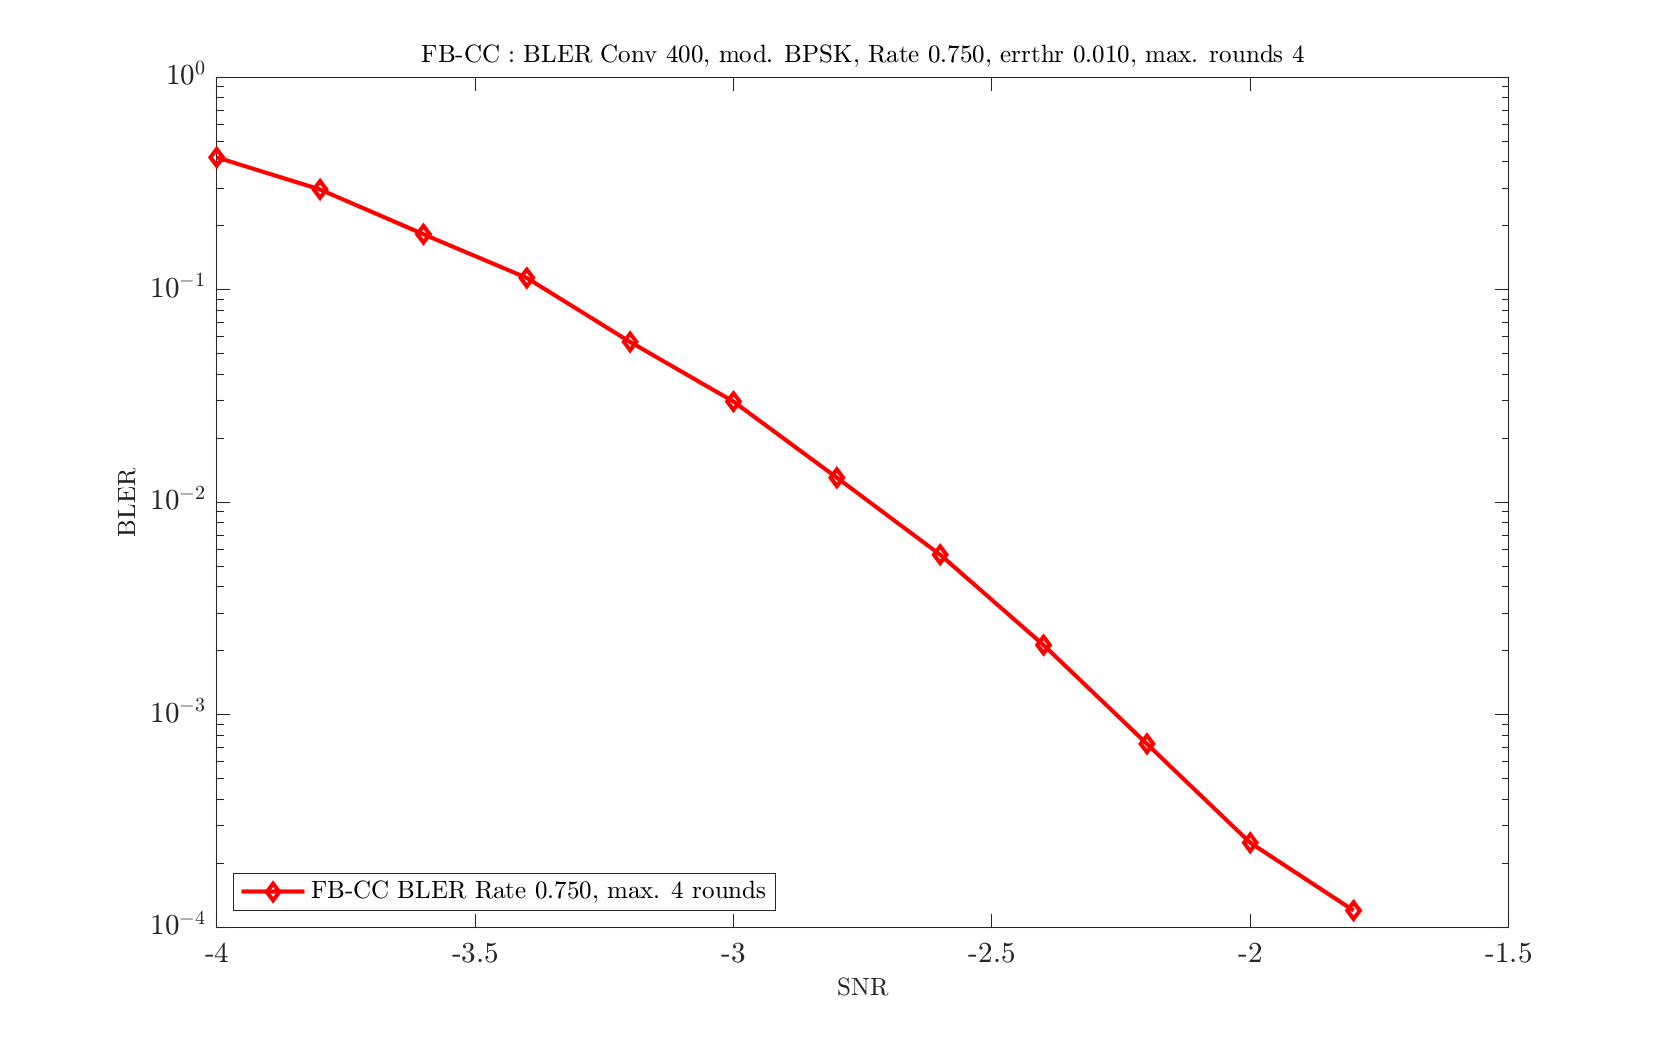 FB-CC : BLER Conv 400, mod. BPSK, Rate 0.750, errthr 0.010, max. rounds 4
10⁰
10⁻¹
10⁻²
10⁻³
10⁻⁴
BLER
FB-CC BLER Rate 0.750, max. 4 rounds
-4 -3.5 -3 -2.5 -2 -1.5
SNR